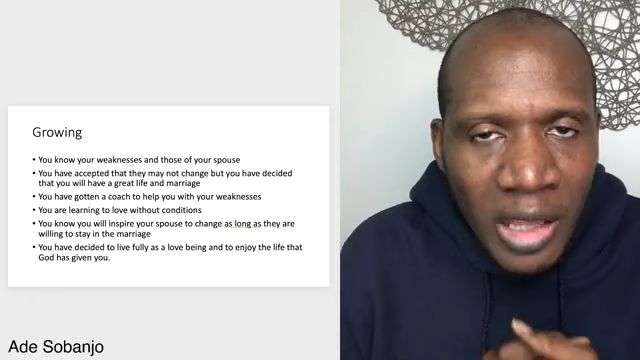 Growing
• You know your weaknesses and those of your spouse
• You have accepted that they may not change but you have decided
that you will have a great life and marriage
• You have gotten a coach to help you with your weaknesses
• You are learning to love without conditions
• You know you will inspire your spouse to change as long as they are
willing to stay in the marriage
• You have decided to live fully as a love being and to enjoy the life that
God has given you.
Ade Sobanjo